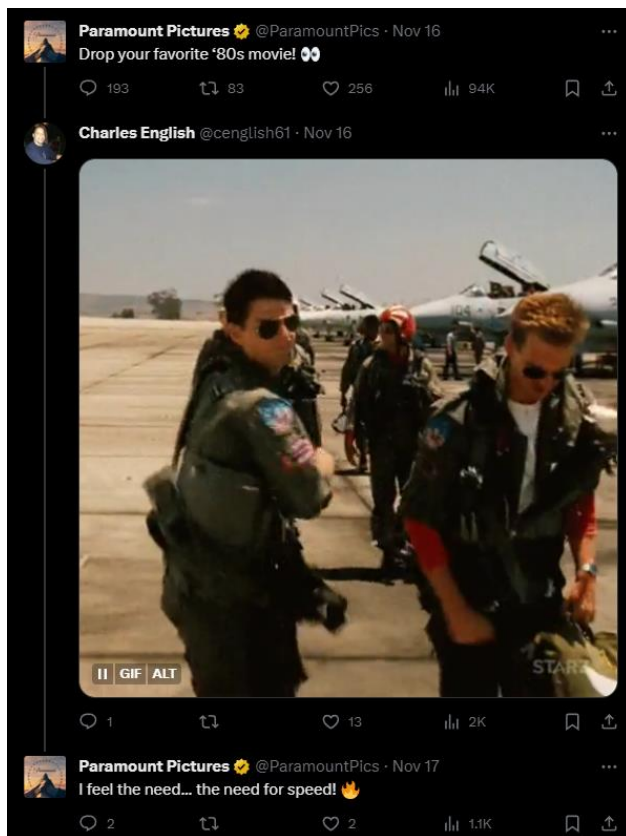 Paramount Pictures @ParamountPics · Nov 16
Drop your favorite ‘80s movie! 👀
193 83 256 94K
Charles English @cenglish61 · Nov 16
104
GIF ALT
STARZ
1 13 2K
Paramount Pictures @ParamountPics · Nov 17
I feel the need... the need for speed! 🔥
2 2 1.1K